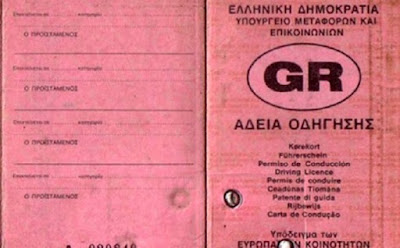 Ο ΠΡΟΪΣΤΑΜΕΝΟΣ
Ο ΠΡΟΪΣΤΑΜΕΝΟΣ
Ο ΠΡΟΪΣΤΑΜΕΝΟΣ
Ο ΠΡΟΪΣΤΑΜΕΝΟΣ
ΕΛΛΗΝΙΚΗ ΔΗΜΟΚΡΑΤΙΑ
ΥΠΟΥΡΓΕΙΟ ΜΕΤΑΦΟΡΩΝ ΚΑΙ
ΕΠΙΚΟΙΝΩΝΙΩΝ
GR
ΑΔΕΙΑ ΟΔΗΓΗΣΗΣ
Kørekort
Führerschein
Permiso de Conducción
Driving Licence
Permis de conduire
Ceadúnas Tiomána
Patente di guida
Rijbewijs
Carta de Condução
Υπόδειγμα των
ΕΥΡΩΠΑΪΚΩΝ ΚΟΙΝΟΤΗΤΩΝ